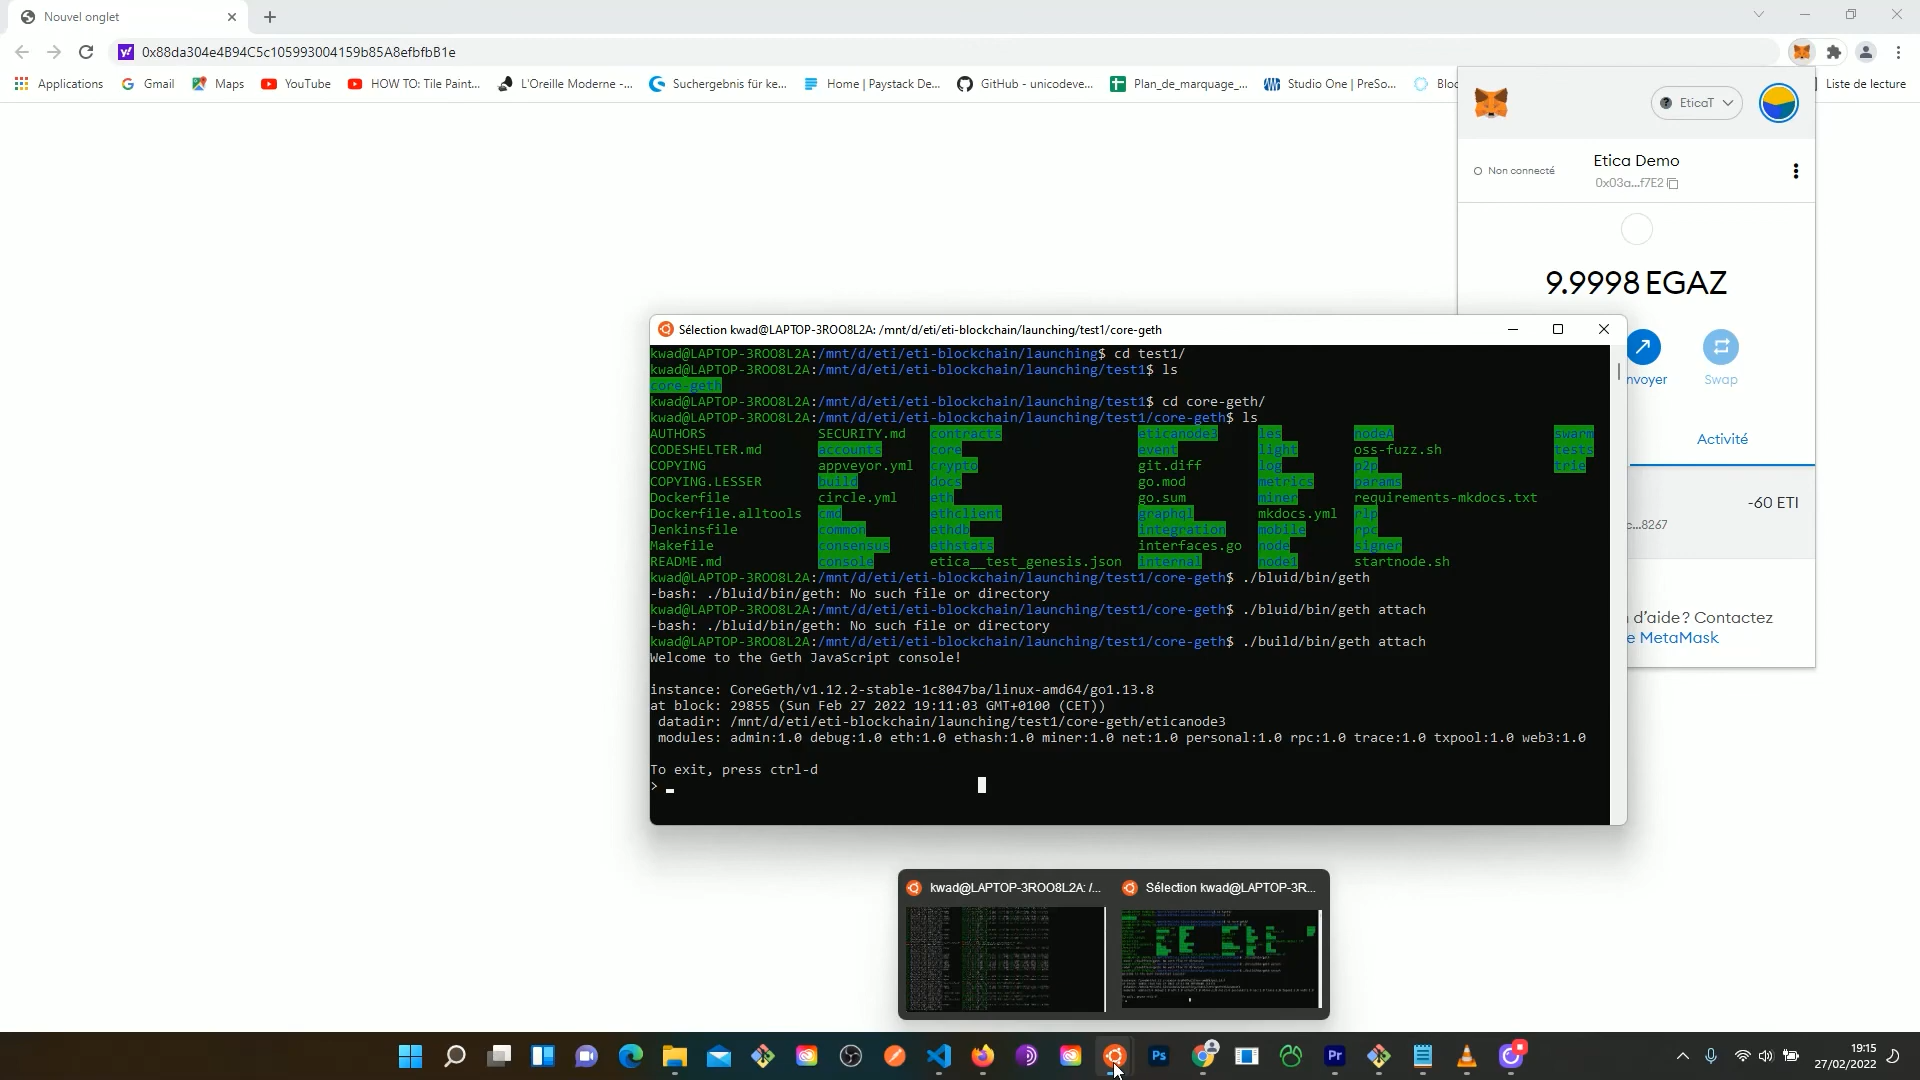 Nouvel onglet
0x88da304e4B94C5c105993004159b85A8efbfbB1e
Applications Gmail Maps YouTube HOW TO: Tile Paint... L'Oreille Moderne -... Suchergebnis für ke... Home | Paystack De... GitHub - unicodeve... Plan_de_marquage_... Studio One | PreSo... Bloc Liste de lecture
EticaT
Etica Demo
Non connecté
0x03a...f7E2
9.9998 EGAZ
nvoyer
Swap
Activité
-60 ETI
c...8267
n d'aide ? Contactez
e MetaMask
Sélection kwad@LAPTOP-3ROO8L2A: /mnt/d/eti/eti-blockchain/launching/test1/core-geth
kwad@LAPTOP-3ROO8L2A:/mnt/d/eti/eti-blockchain/launching$ cd test1/
kwad@LAPTOP-3ROO8L2A:/mnt/d/eti/eti-blockchain/launching/test1$ ls
core-geth
kwad@LAPTOP-3ROO8L2A:/mnt/d/eti/eti-blockchain/launching/test1$ cd core-geth/
kwad@LAPTOP-3ROO8L2A:/mnt/d/eti/eti-blockchain/launching/test1/core-geth$ ls
AUTHORS SECURITY.md contracts eticanode3 les nodeA swarm
CODESHELTER.md accounts core event light oss-fuzz.sh tests
COPYING appveyor.yml crypto git.diff log p2p trie
COPYING.LESSER build docs go.mod metrics params
Dockerfile circle.yml eth go.sum miner requirements-mkdocs.txt
Dockerfile.alltools cmd ethclient graphql mkdocs.yml rlp
Jenkinsfile common ethdb integration mobile rpc
Makefile consensus ethstats interfaces.go node signer
README.md console etica__test_genesis.json internal node1 startnode.sh
kwad@LAPTOP-3ROO8L2A:/mnt/d/eti/eti-blockchain/launching/test1/core-geth$ ./bluid/bin/geth
-bash: ./bluid/bin/geth: No such file or directory
kwad@LAPTOP-3ROO8L2A:/mnt/d/eti/eti-blockchain/launching/test1/core-geth$ ./bluid/bin/geth attach
-bash: ./bluid/bin/geth: No such file or directory
kwad@LAPTOP-3ROO8L2A:/mnt/d/eti/eti-blockchain/launching/test1/core-geth$ ./build/bin/geth attach
Welcome to the Geth JavaScript console!
instance: CoreGeth/v1.12.2-stable-1c8047ba/linux-amd64/go1.13.8
at block: 29855 (Sun Feb 27 2022 19:11:03 GMT+0100 (CET))
datadir: /mnt/d/eti/eti-blockchain/launching/test1/core-geth/eticanode3
modules: admin:1.0 debug:1.0 eth:1.0 ethash:1.0 miner:1.0 net:1.0 personal:1.0 rpc:1.0 trace:1.0 txpool:1.0 web3:1.0
To exit, press ctrl-d
>
kwad@LAPTOP-3ROO8L2A: /... Sélection kwad@LAPTOP-3R...
19:15
27/02/2022